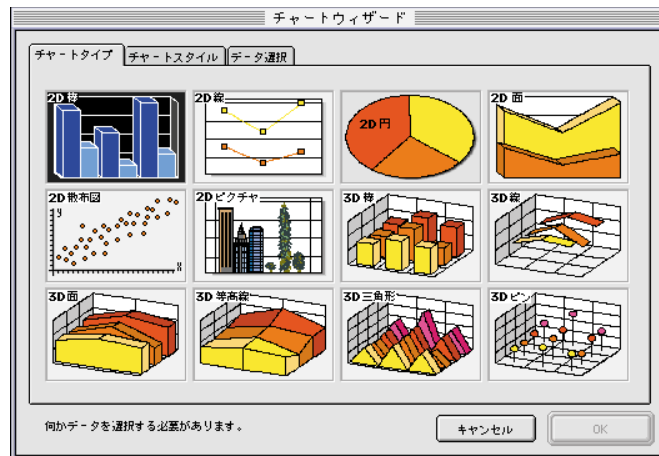 チャートウィザード
チャートタイプ チャートスタイル データ選択
2D 棒 2D 線 2D 円 2D 面
2D 散布図 2D ピクチャ 3D 棒 3D 線
y
x
3D 面 3D 等高線 3D 三角形 3D ピン
何かデータを選択する必要があります。 キャンセル OK